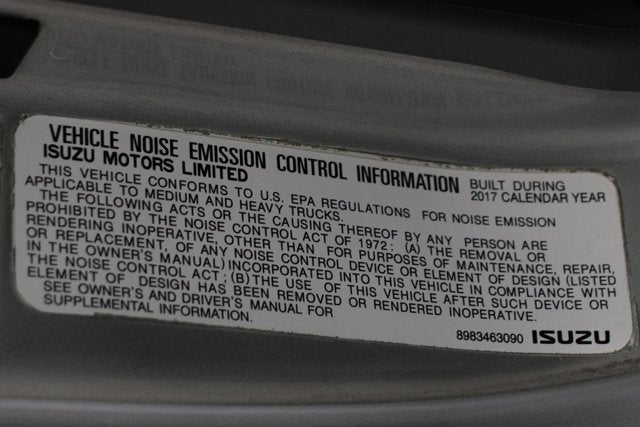 VEHICLE NOISE EMISSION CONTROL INFORMATION
ISUZU MOTORS LIMITED
BUILT DURING
2017 CALENDAR YEAR
THIS VEHICLE CONFORMS TO U.S. EPA REGULATIONS FOR NOISE EMISSION
APPLICABLE TO MEDIUM AND HEAVY TRUCKS.
THE FOLLOWING ACTS OR THE CAUSING THEREOF BY ANY PERSON ARE
PROHIBITED BY THE NOISE CONTROL ACT OF 1972: (A) THE REMOVAL OR
RENDERING INOPERATIVE, OTHER THAN FOR PURPOSES OF MAINTENANCE, REPAIR,
OR REPLACEMENT, OF ANY NOISE CONTROL DEVICE OR ELEMENT OF DESIGN (LISTED
IN THE OWNER'S MANUAL) INCORPORATED INTO THIS VEHICLE IN COMPLIANCE WITH
THE NOISE CONTROL ACT; (B) THE USE OF THIS VEHICLE AFTER SUCH DEVICE OR
ELEMENT OF DESIGN HAS BEEN REMOVED OR RENDERED INOPERATIVE.
SEE OWNER'S AND DRIVER'S MANUAL FOR
SUPPLEMENTAL INFORMATION.
8983463090 ISUZU